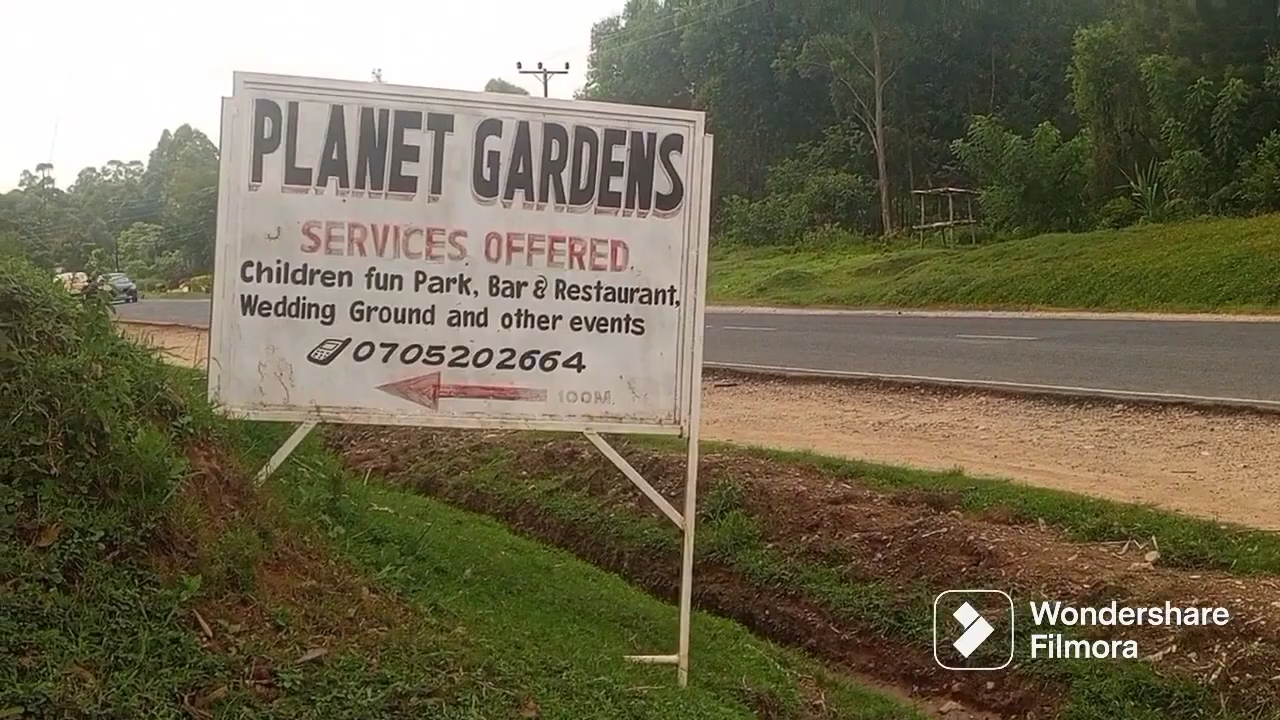 PLANET GARDENS
SERVICES OFFERED
Children fun Park, Bar & Restaurant,
Wedding Ground and other events
0705202664
100M
Wondershare
Filmora